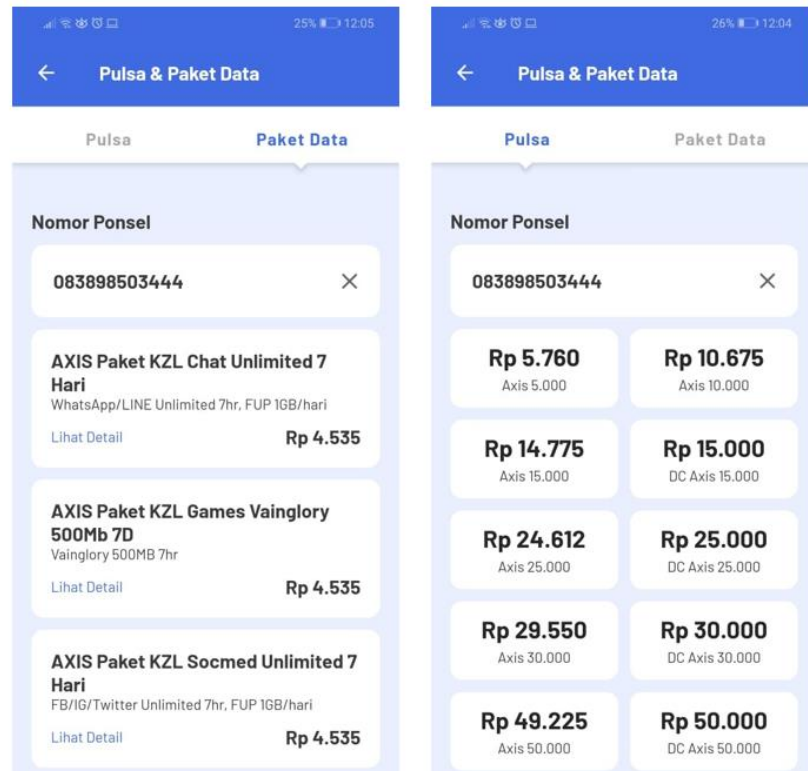 25% 12:05
Pulsa & Paket Data
Pulsa
Paket Data
Nomor Ponsel
083898503444
AXIS Paket KZL Chat Unlimited 7
Hari
WhatsApp/LINE Unlimited 7hr, FUP 1GB/hari
Lihat Detail
Rp 4.535
AXIS Paket KZL Games Vainglory
500Mb 7D
Vainglory 500MB 7hr
Lihat Detail
Rp 4.535
AXIS Paket KZL Socmed Unlimited 7
Hari
FB/IG/Twitter Unlimited 7hr, FUP 1GB/hari
Lihat Detail
Rp 4.535
26% 12:04
Pulsa & Paket Data
Pulsa
Paket Data
Nomor Ponsel
083898503444
Rp 5.760
Axis 5.000
Rp 10.675
Axis 10.000
Rp 14.775
Axis 15.000
Rp 15.000
DC Axis 15.000
Rp 24.612
Axis 25.000
Rp 25.000
DC Axis 25.000
Rp 29.550
Axis 30.000
Rp 30.000
DC Axis 30.000
Rp 49.225
Axis 50.000
Rp 50.000
DC Axis 50.000